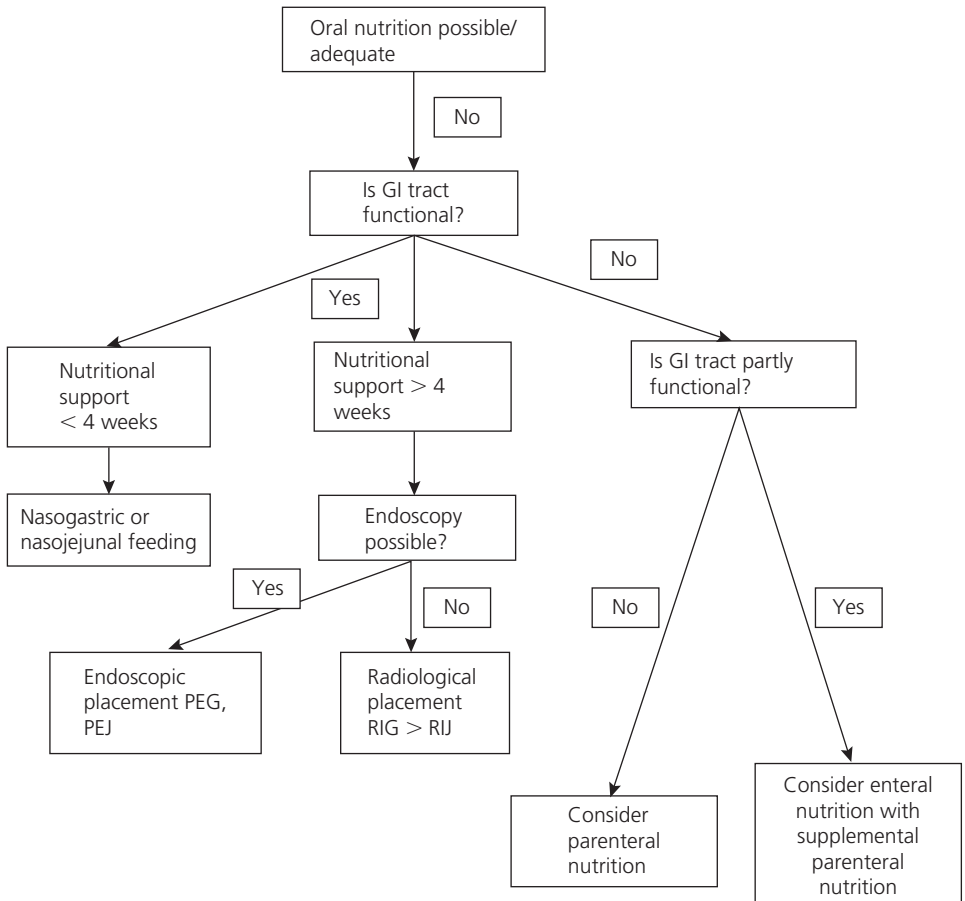 Oral nutrition possible/
adequate
No
Is GI tract
functional?
No
Yes
Nutritional
support
< 4 weeks
Nutritional
support > 4
weeks
Is GI tract partly
functional?
Nasogastric or
nasojejunal feeding
Endoscopy
possible?
Yes
No
No
Yes
Endoscopic
placement PEG,
PEJ
Radiological
placement
RIG > RIJ
Consider
parenteral
nutrition
Consider enteral
nutrition with
supplemental
parenteral
nutrition